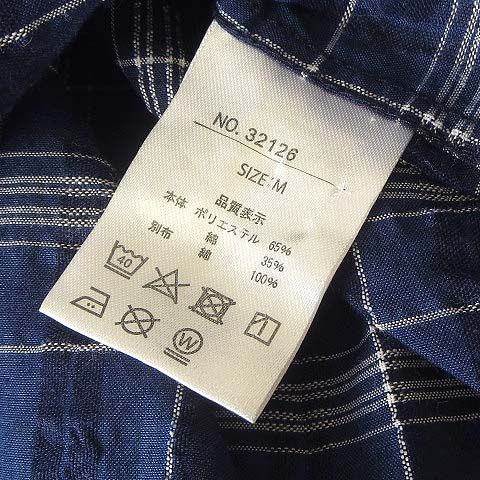 NO. 32126
SIZE:M
品質表示
本体 ポリエステル 65%
綿 35%
別布 綿 100%
40
W